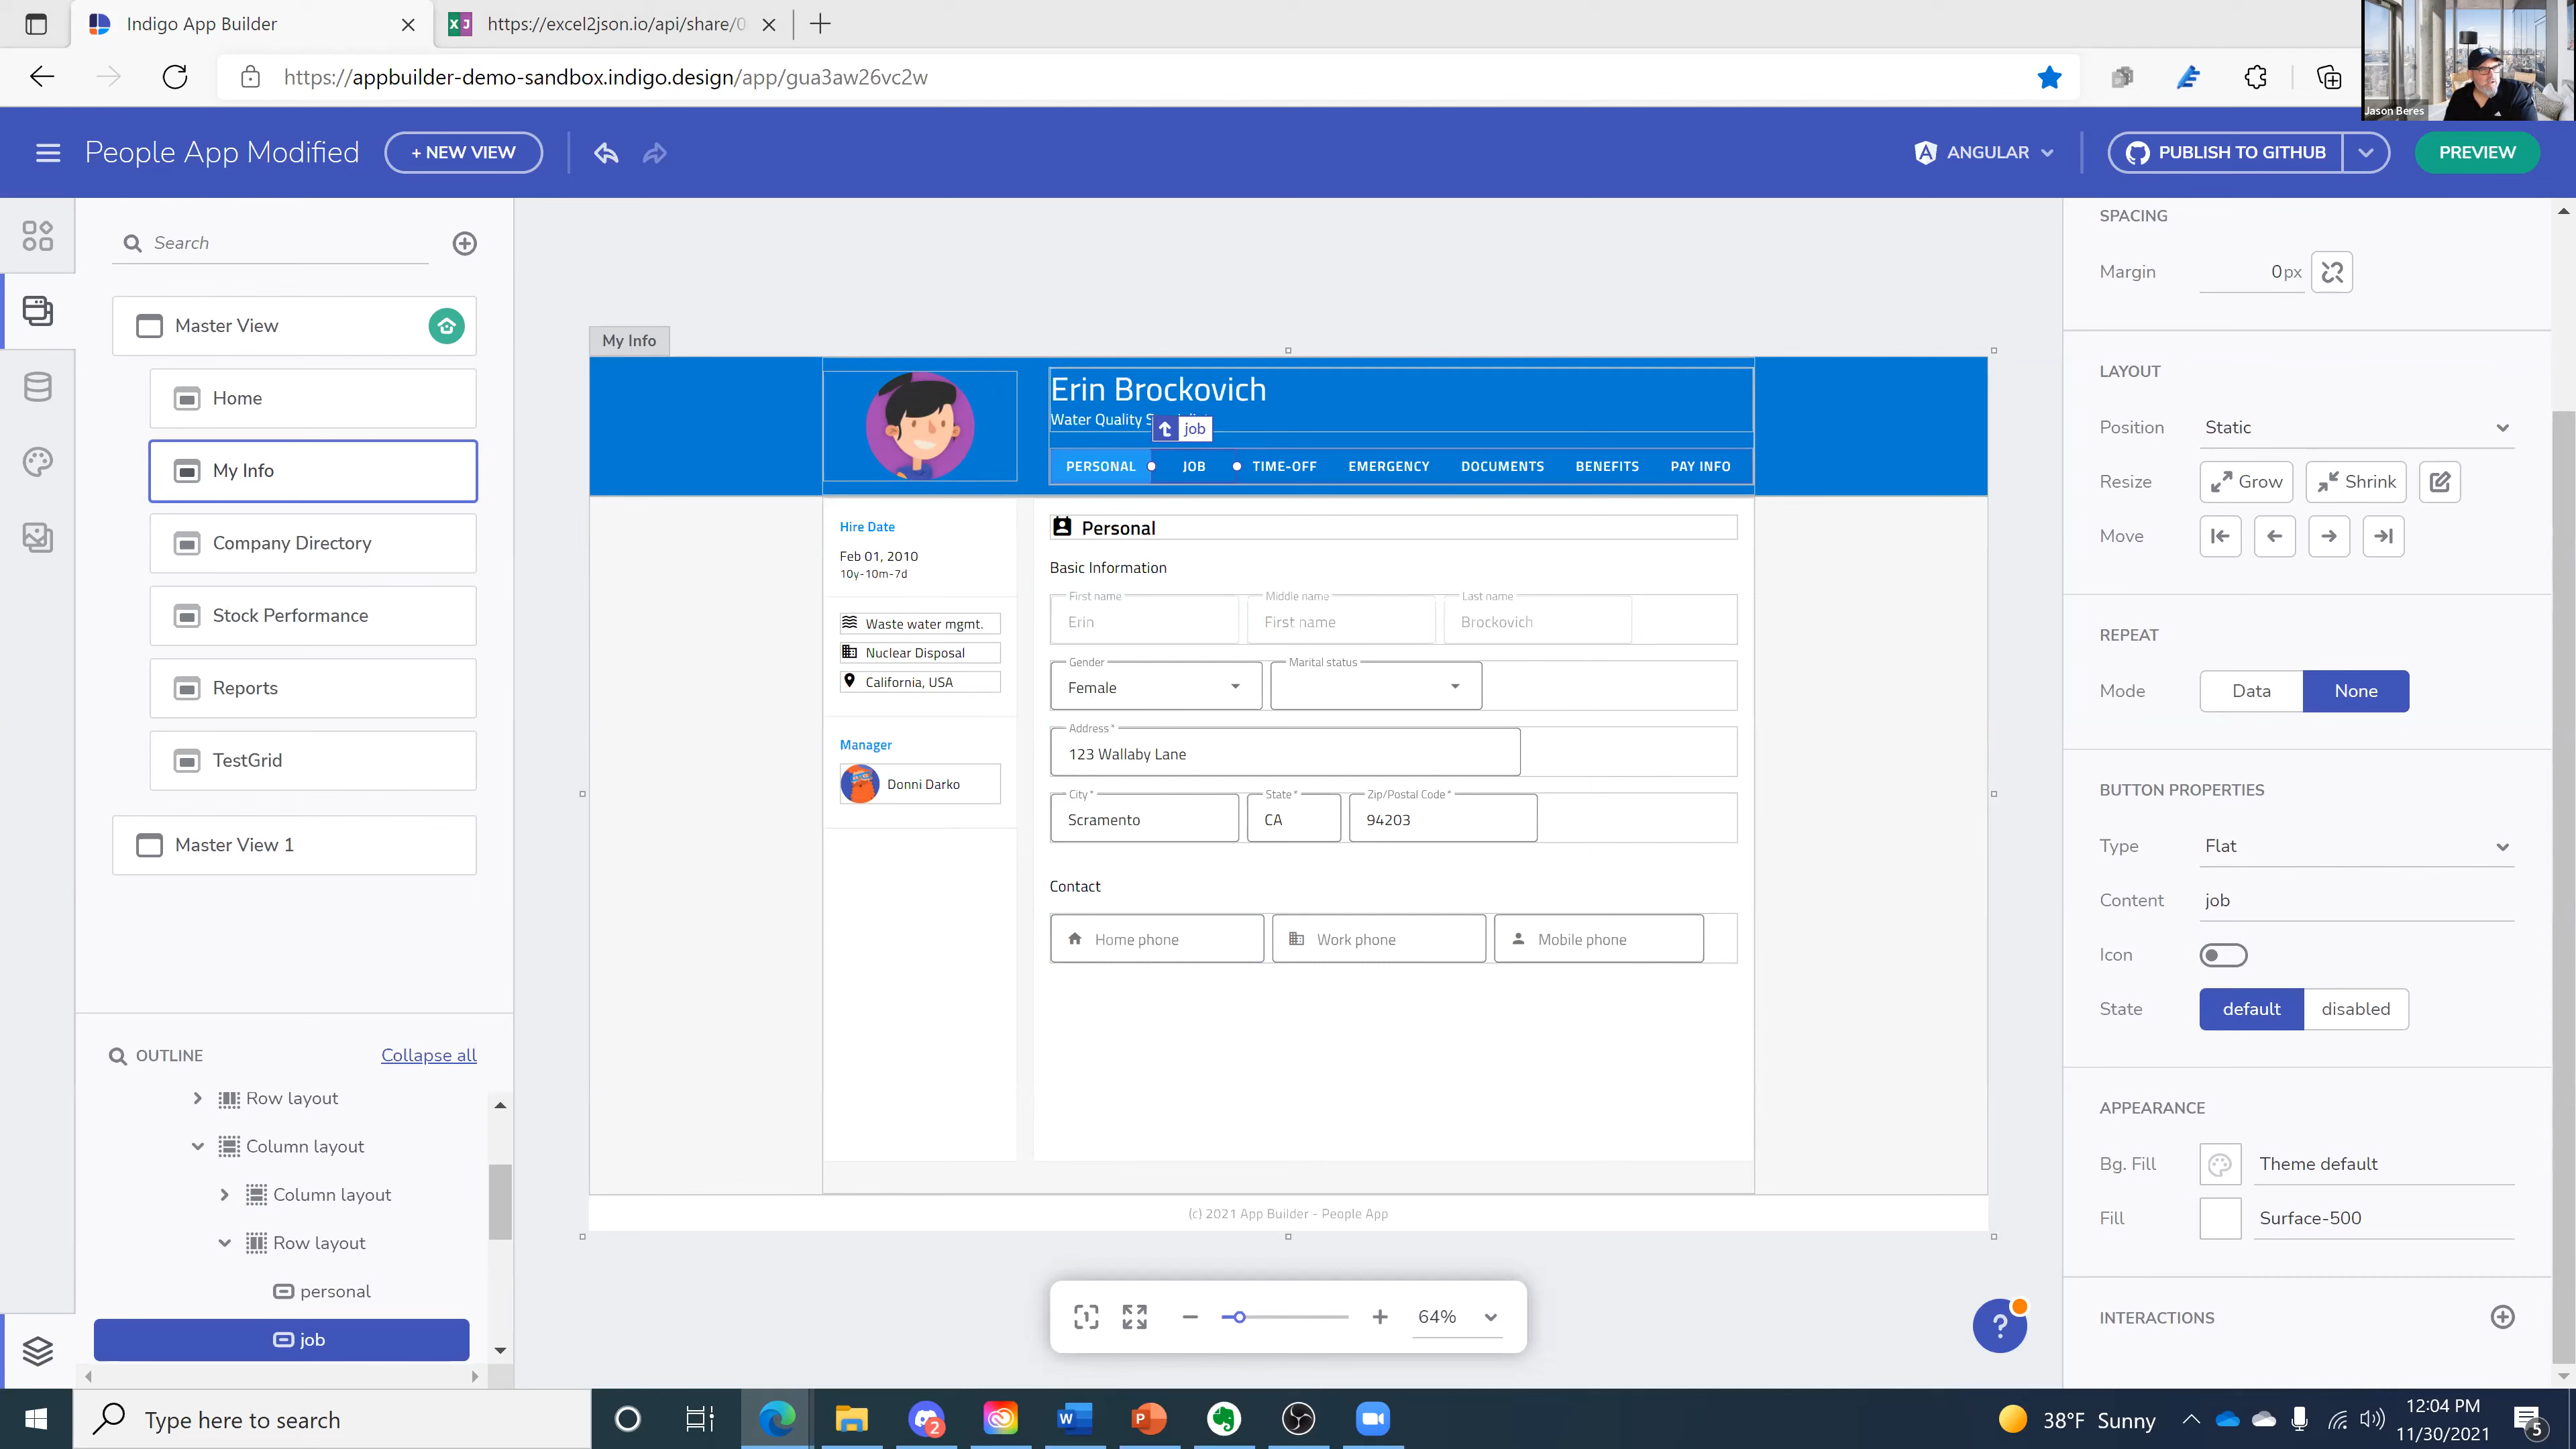 Indigo App Builder
https://excel2json.io/api/share/0
https://appbuilder-demo-sandbox.indigo.design/app/gua3aw26vc2w
Jason Beres
People App Modified
+ NEW VIEW
ANGULAR
PUBLISH TO GITHUB
PREVIEW
Search
Master View
Home
My Info
Company Directory
Stock Performance
Reports
TestGrid
Master View 1
OUTLINE
Collapse all
Row layout
Column layout
Column layout
Row layout
personal
job
My Info
Erin Brockovich
Water Quality
job
PERSONAL JOB TIME-OFF EMERGENCY DOCUMENTS BENEFITS PAY INFO
Hire Date
Feb 01, 2010
10y-10m-7d
Waste water mgmt.
Nuclear Disposal
California, USA
Manager
Donni Darko
Personal
Basic Information
First name Middle name Last name
Erin First name Brockovich
Gender Marital status
Female
Address *
123 Wallaby Lane
City * State * Zip/Postal Code *
Scramento CA 94203
Contact
Home phone Work phone Mobile phone
(c) 2021 App Builder - People App
64%
?
SPACING
Margin 0px
LAYOUT
Position Static
Resize Grow Shrink
Move
REPEAT
Mode Data None
BUTTON PROPERTIES
Type Flat
Content job
Icon
State default disabled
APPEARANCE
Bg. Fill Theme default
Fill Surface-500
INTERACTIONS
Type here to search
2
38°F Sunny
12:04 PM
11/30/2021
5